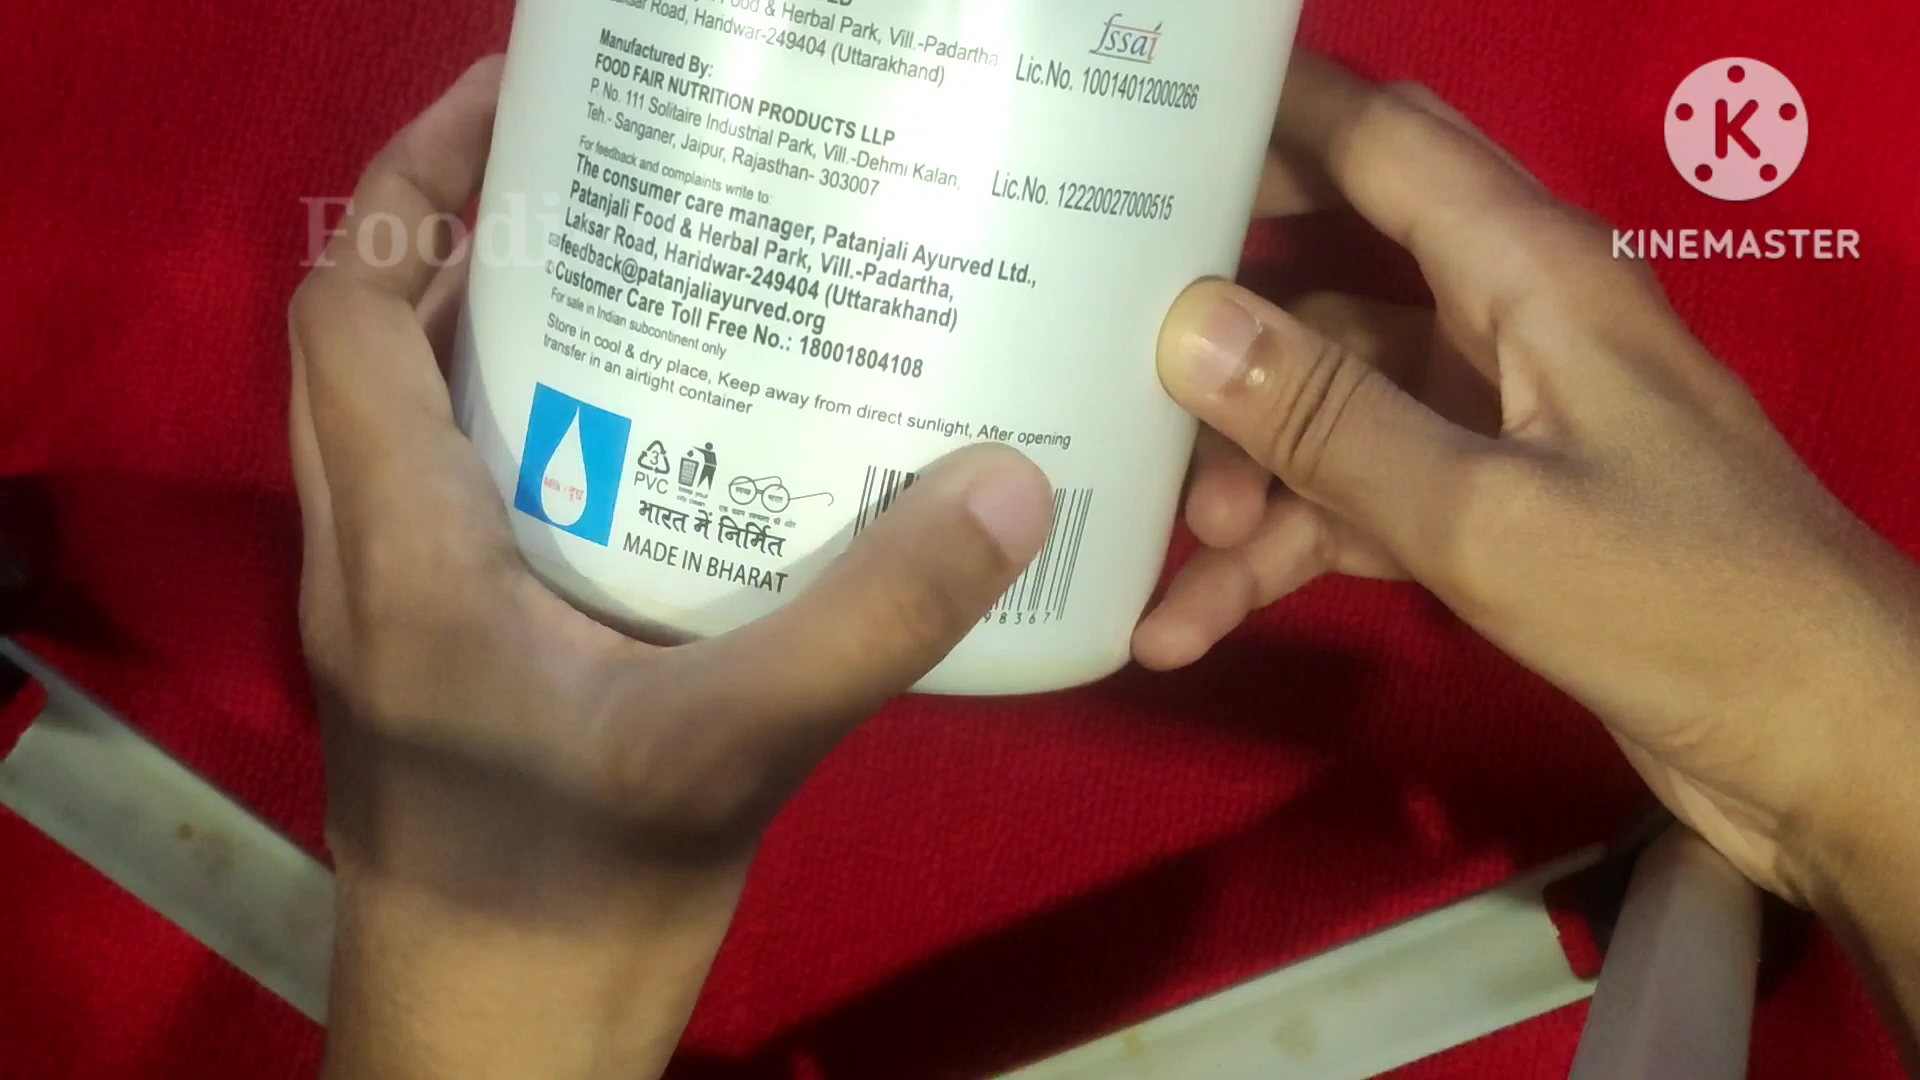 Food & Herbal Park, Vill.-Padartha
Laksar Road, Haridwar-249404 (Uttarakhand)
fssai
Lic.No. 10014012000266
Manufactured By:
FOOD FAIR NUTRITION PRODUCTS LLP
P. No. 111 Solitaire Industrial Park, Vill.-Dehmi Kalan,
Teh.- Sanganer, Jaipur, Rajasthan- 303007
Lic.No. 12220027000515
For feedback and complaints write to:
The consumer care manager, Patanjali Ayurved Ltd.,
Patanjali Food & Herbal Park, Vill.-Padartha,
Laksar Road, Haridwar-249404 (Uttarakhand)
feedback@patanjaliayurved.org
Customer Care Toll Free No.: 18001804108
For sale in Indian subcontinent only
Store in cool & dry place, Keep away from direct sunlight, After opening
transfer in an airtight container
3
PVC
भारत में निर्मित
MADE IN BHARAT
98367
Foodi
K
KINEMASTER